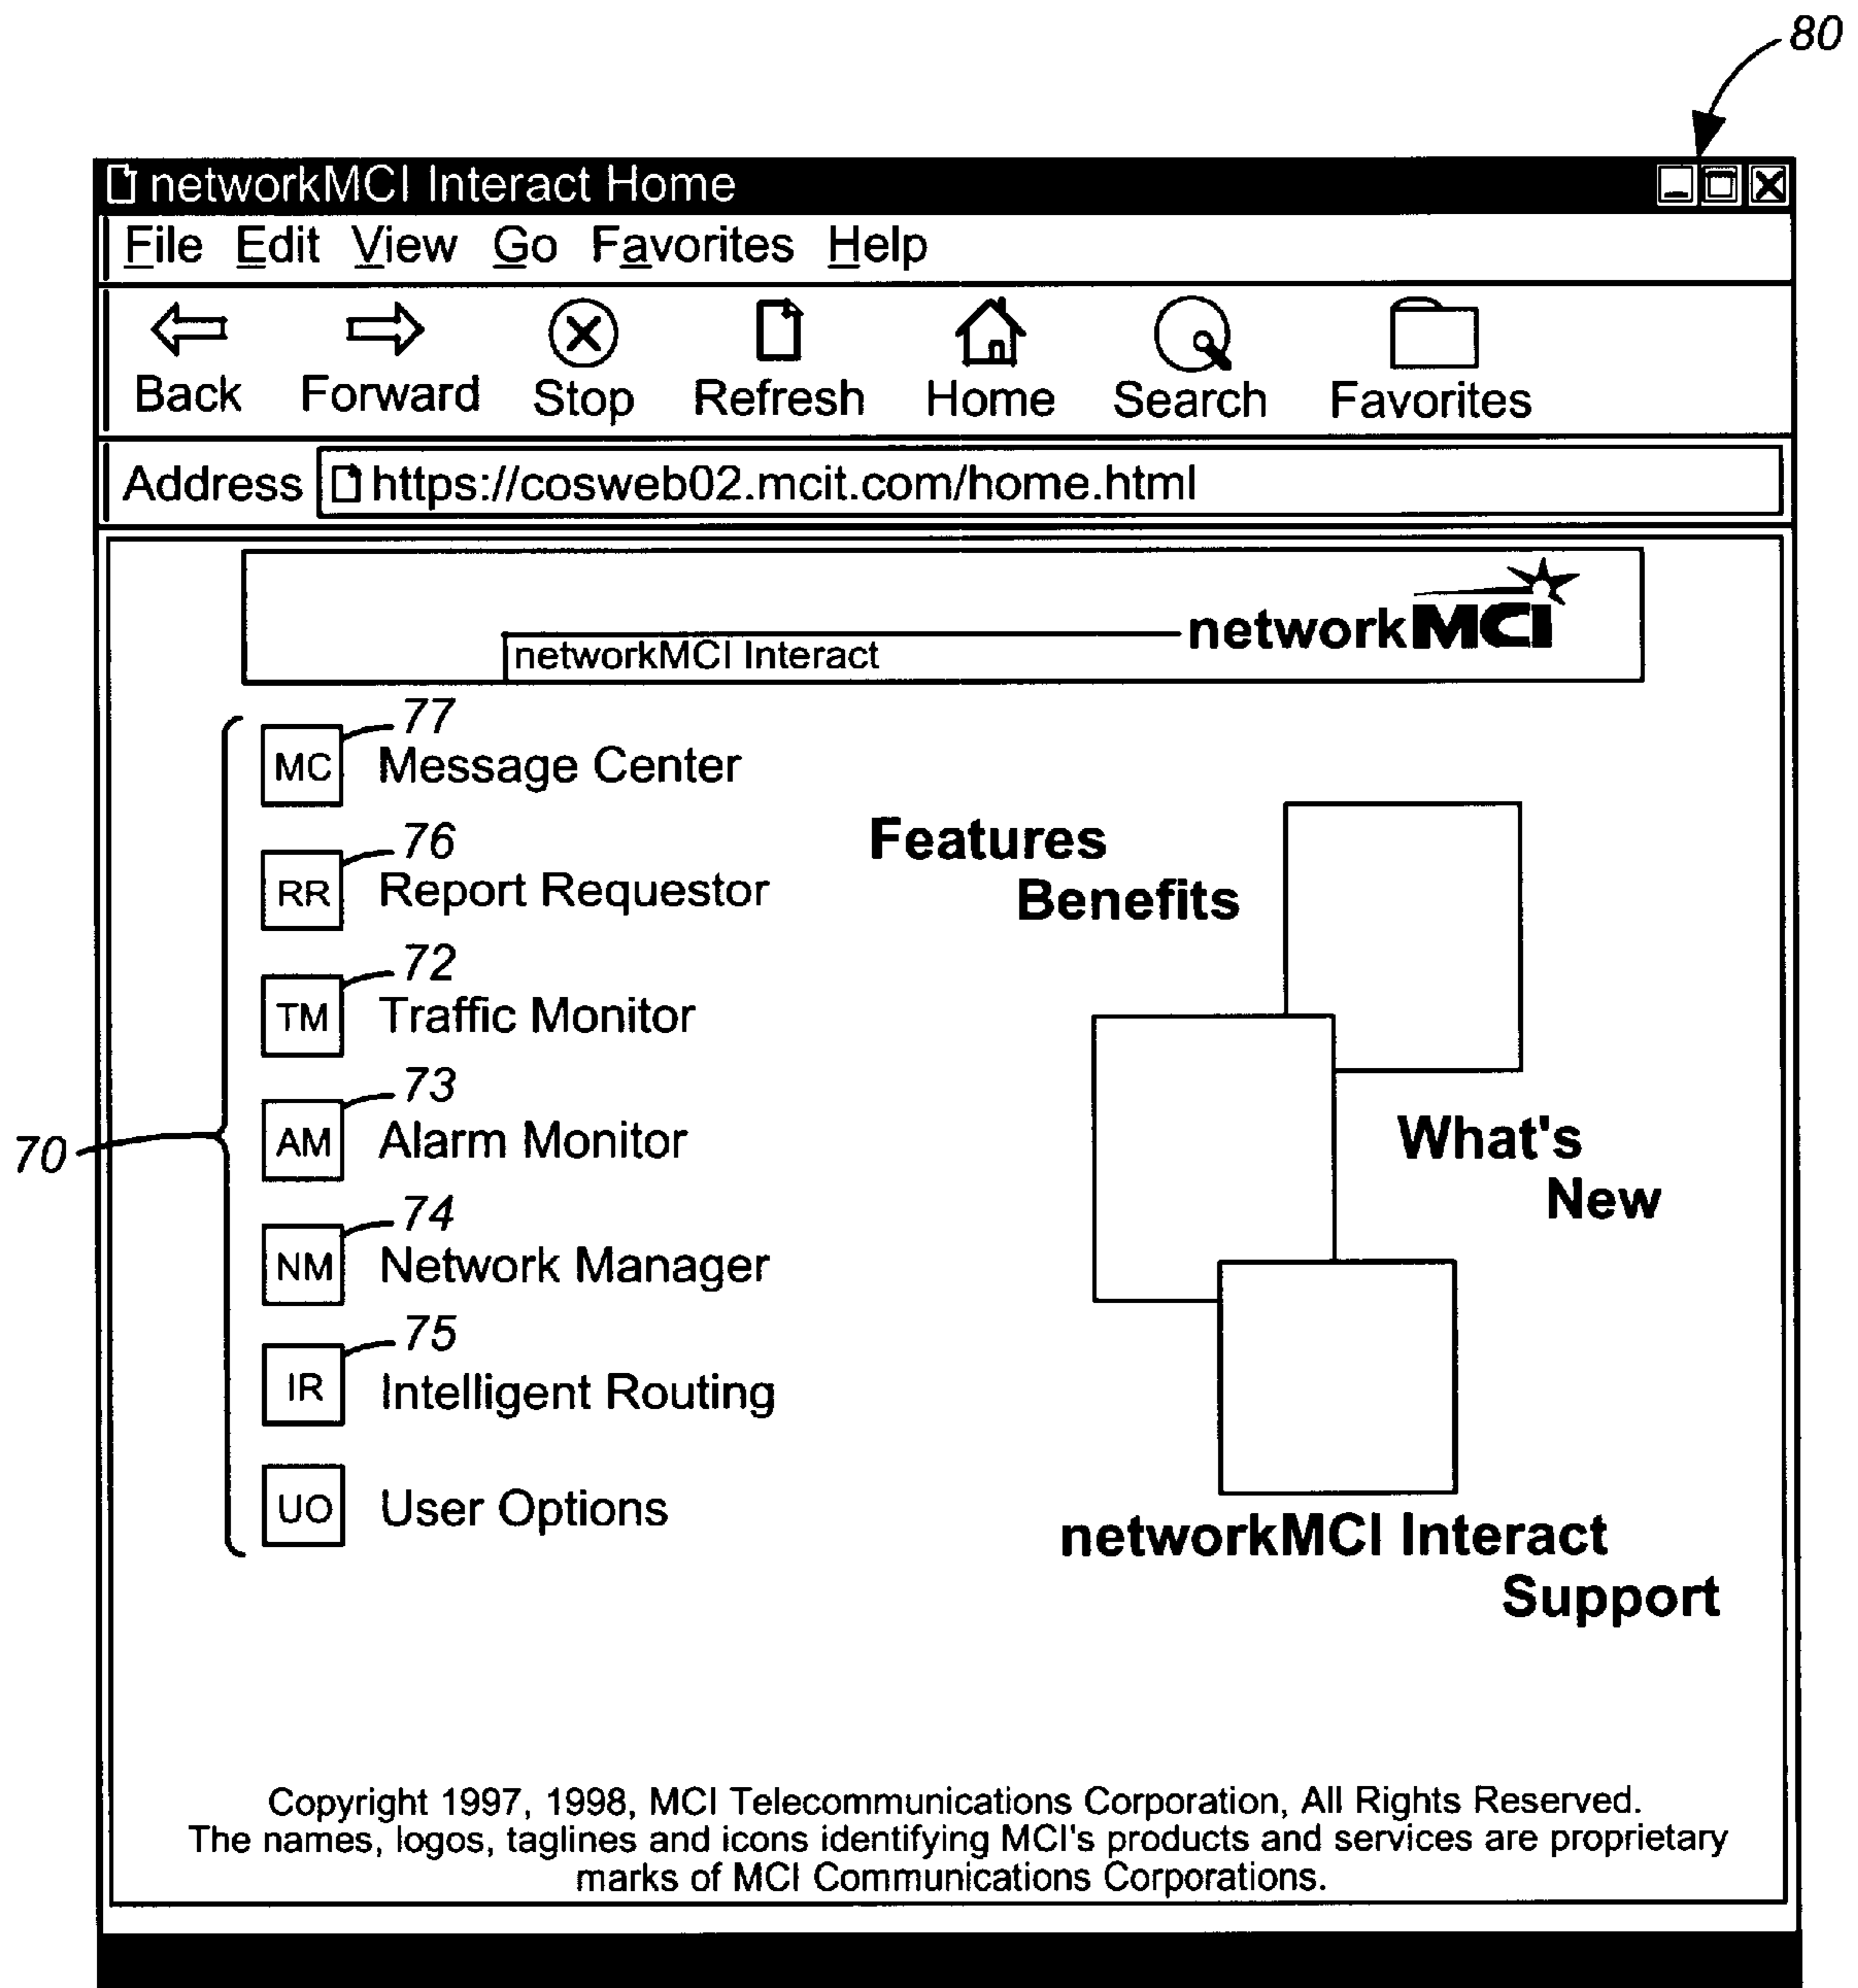 80
networkMCI Interact Home
File Edit View Go Favorites Help
Back Forward Stop Refresh Home Search Favorites
Address https://cosweb02.mcit.com/home.html
networkMCI
networkMCI Interact
77
MC Message Center
76
RR Report Requestor
72
TM Traffic Monitor
73
AM Alarm Monitor
70
74
NM Network Manager
75
IR Intelligent Routing
UO User Options
Features
Benefits
What's
New
networkMCI Interact
Support
Copyright 1997, 1998, MCI Telecommunications Corporation, All Rights Reserved.
The names, logos, taglines and icons identifying MCI's products and services are proprietary
marks of MCI Communications Corporations.